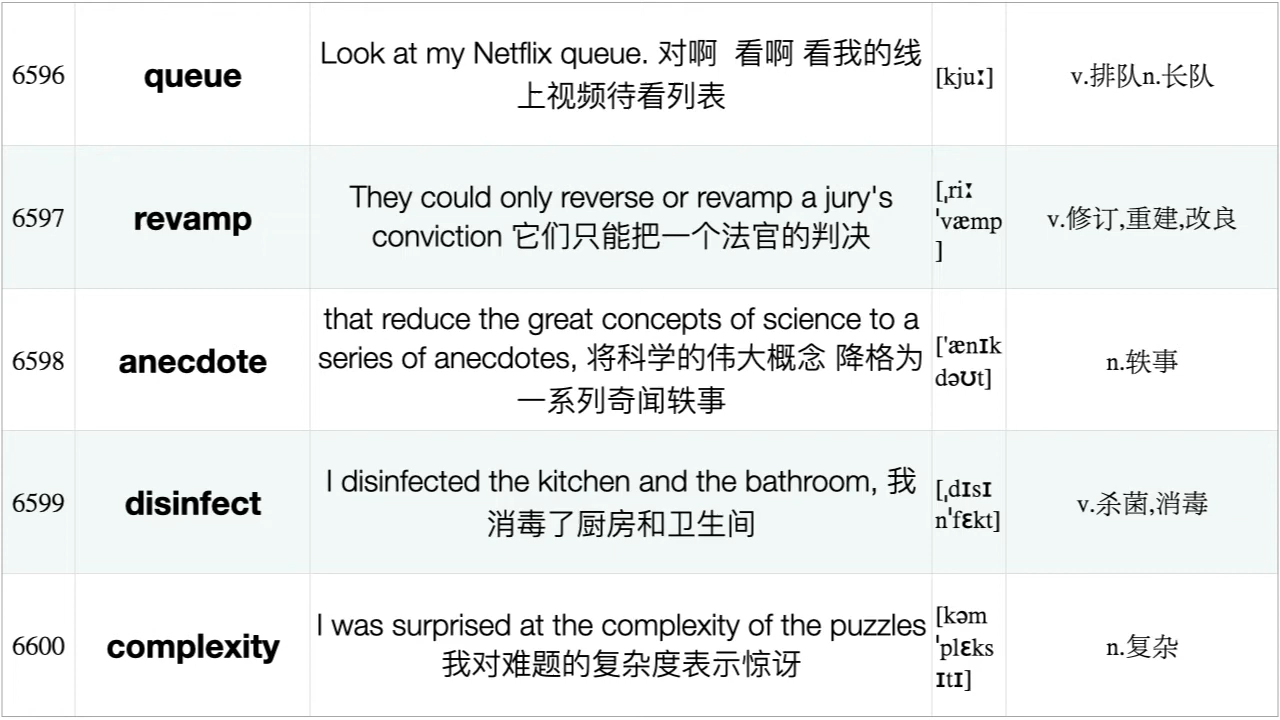 6596
queue
Look at my Netflix queue. 对啊 看啊 看我的线
上视频待看列表
[kjuː]
v.排队n.长队
6597
revamp
They could only reverse or revamp a jury's
conviction 它们只能把一个法官的判决
[ˌriː
ˈvæmp
]
v.修订,重建,改良
6598
anecdote
that reduce the great concepts of science to a
series of anecdotes, 将科学的伟大概念 降格为
一系列奇闻轶事
[ˈænɪk
dəʊt]
n.轶事
6599
disinfect
I disinfected the kitchen and the bathroom, 我
消毒了厨房和卫生间
[ˌdɪsɪ
nˈfɛkt]
v.杀菌,消毒
6600
complexity
I was surprised at the complexity of the puzzles
我对难题的复杂度表示惊讶
[kəm
ˈplɛks
ɪtɪ]
n.复杂